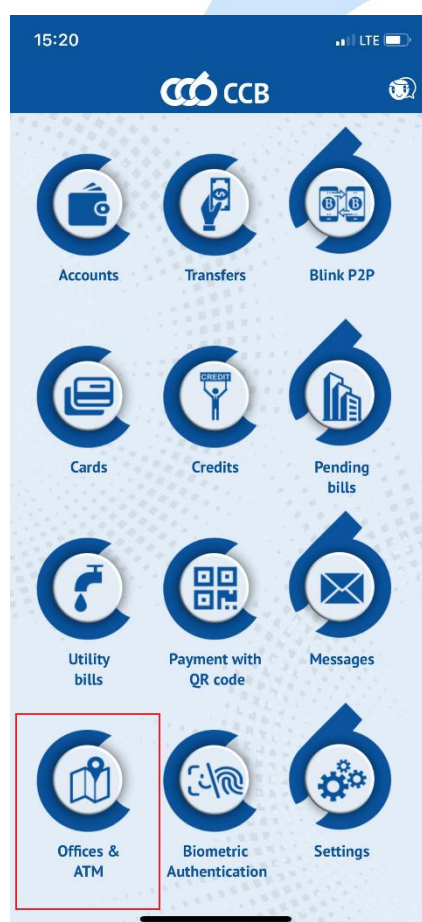 15:20 LTE
CCB
Accounts Transfers Blink P2P
CREDIT
Cards Credits Pending
bills
Utility Payment with Messages
bills QR code
Offices & Biometric Settings
ATM Authentication